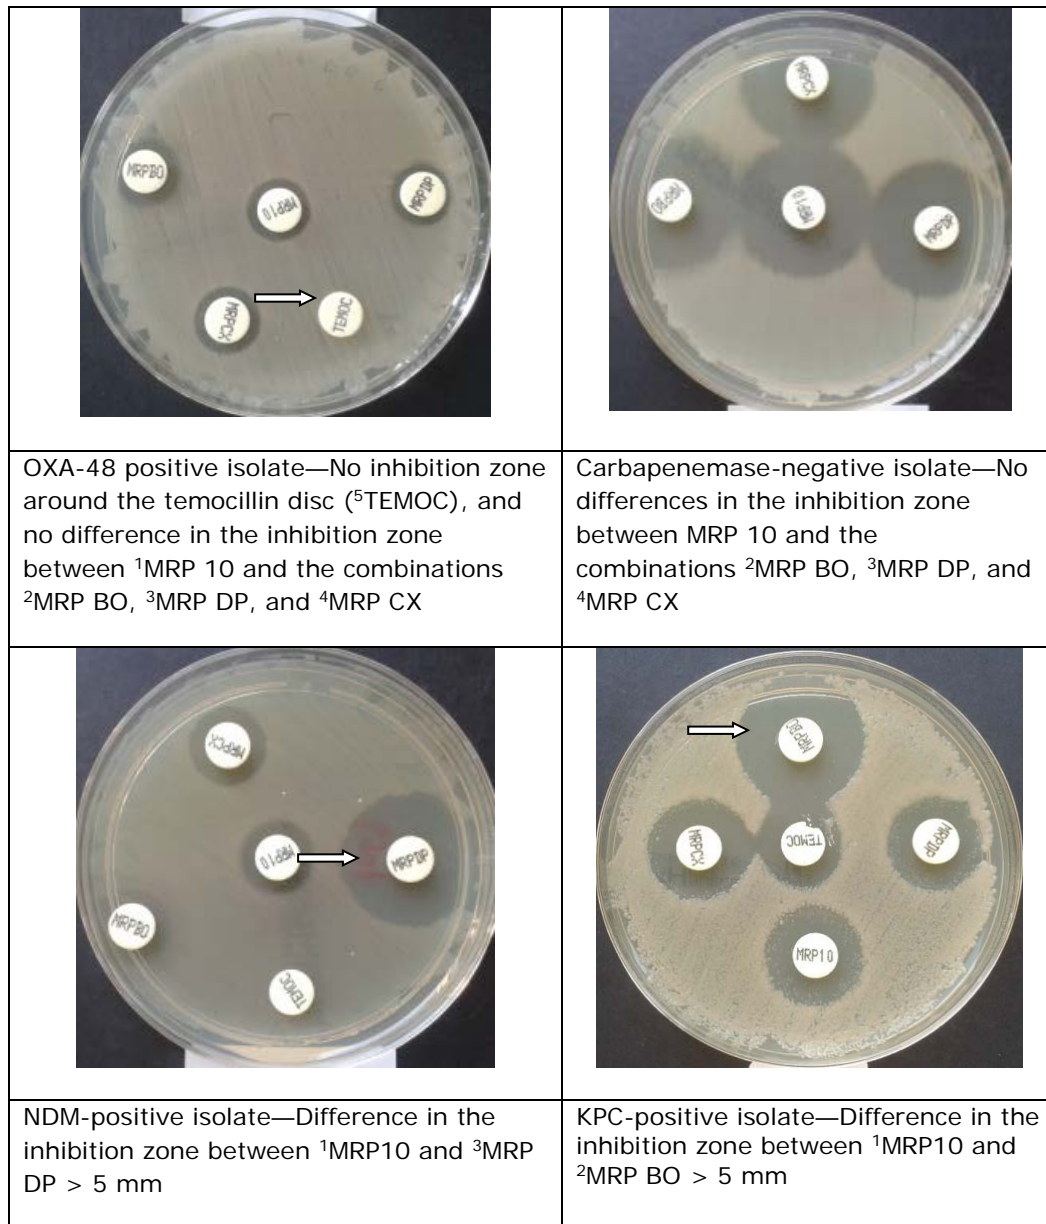 MRPBO
MRP10
MRPDP
MRPCX
TEMOC
MRPCX
MRPBO
MRP10
MRPDP
OXA-48 positive isolate—No inhibition zone
around the temocillin disc (⁵TEMOC), and
no difference in the inhibition zone
between ¹MRP 10 and the combinations
²MRP BO, ³MRP DP, and ⁴MRP CX
Carbapenemase-negative isolate—No
differences in the inhibition zone
between MRP 10 and the
combinations ²MRP BO, ³MRP DP, and
⁴MRP CX
MRPCX
MRP10
MRPDP
MRPBO
TEMOC
MRPBO
MRPCX
TEMOC
MRPDP
MRP10
NDM-positive isolate—Difference in the
inhibition zone between ¹MRP10 and ³MRP
DP > 5 mm
KPC-positive isolate—Difference in the
inhibition zone between ¹MRP10 and
²MRP BO > 5 mm